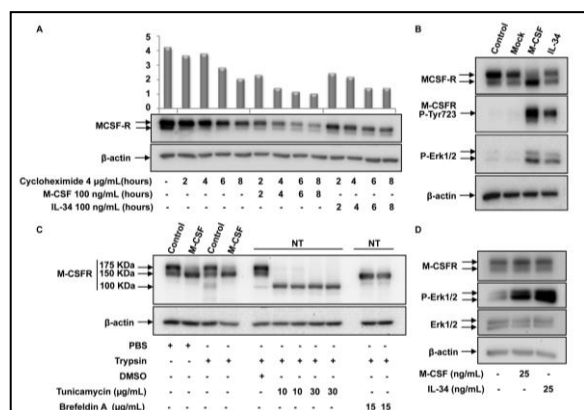 A
5
4
3
2
1
0
MCSF-R
β-actin
Cycloheximide 4 µg/mL(hours) - 2 4 6 8 2 4 6 8 2 4 6 8
M-CSF 100 ng/mL(hours) - - - - - 2 4 6 8 - - - -
IL-34 100 ng/mL(hours) - - - - - - - - - 2 4 6 8
B
Control Mock M-CSF IL-34
MCSF-R
M-CSFR
P-Tyr723
P-Erk1/2
β-actin
C
Control M-CSF Control M-CSF NT NT
M-CSFR
175 KDa
150 KDa
100 KDa
β-actin
PBS + + - - - - - - - - -
Trypsin - - + + + + + + + + +
DMSO - - - - + - - - - - -
Tunicamycin (µg/mL) - - - - - 10 10 30 30 - -
Brefeldin A (µg/mL) - - - - - - - - - 15 15
D
M-CSFR
P-Erk1/2
Erk1/2
β-actin
M-CSF (ng/mL) - 25 -
IL-34 (ng/mL) - - 25